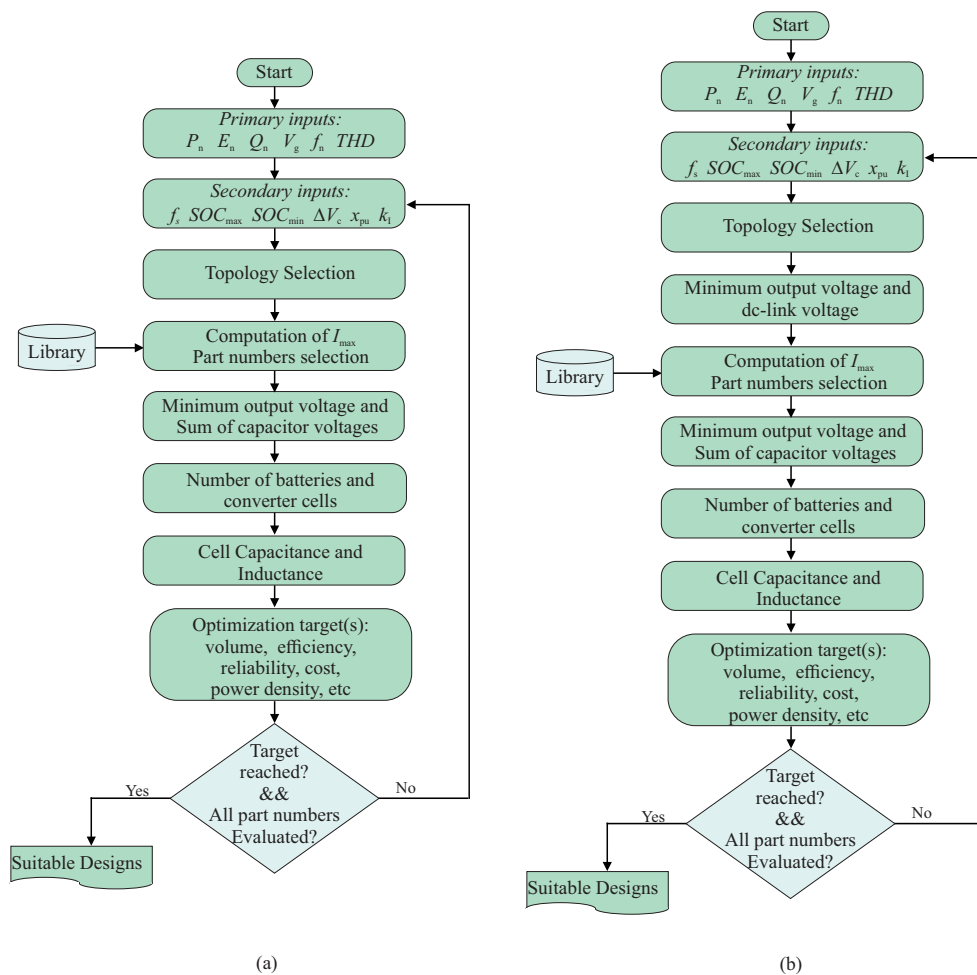 Start
Primary inputs:
Pn En Qn Vg fn THD
Secondary inputs:
fs SOCmax SOCmin ΔVc xpu kI
Topology Selection
Library
Computation of Imax
Part numbers selection
Minimum output voltage and
Sum of capacitor voltages
Number of batteries and
converter cells
Cell Capacitance and
Inductance
Optimization target(s):
volume, efficiency,
reliability, cost,
power density, etc
Target
reached?
&&
All part numbers
Evaluated?
Yes
No
Suitable Designs
(a)
Start
Primary inputs:
Pn En Qn Vg fn THD
Secondary inputs:
fs SOCmax SOCmin ΔVc xpu kI
Topology Selection
Minimum output voltage and
dc-link voltage
Library
Computation of Imax
Part numbers selection
Minimum output voltage and
Sum of capacitor voltages
Number of batteries and
converter cells
Cell Capacitance and
Inductance
Optimization target(s):
volume, efficiency,
reliability, cost,
power density, etc
Target
reached?
&&
All part numbers
Evaluated?
Yes
No
Suitable Designs
(b)